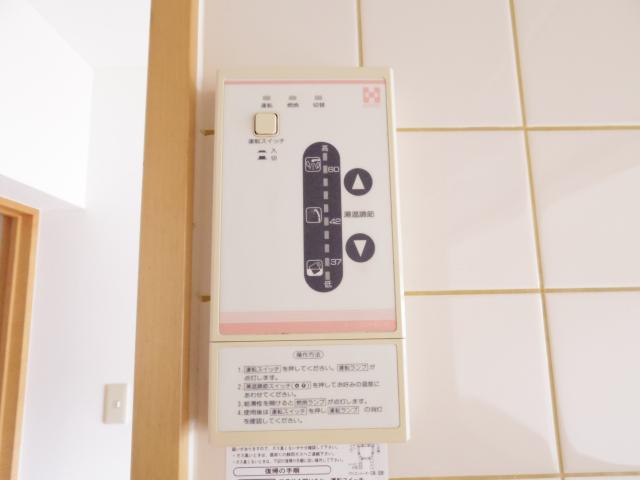 運転 燃焼 切替
運転スイッチ
入
切
高
60
42
湯温調節
37
低
操作方法
1. 運転スイッチを押してください。運転ランプが
点灯します。
2. 湯温調節スイッチ(
)を押してお好みの温度に
あわせてください。
3. 給湯栓を開けると燃焼ランプが点灯します。
4. 使用後は運転スイッチを押し運転ランプの消灯
を確認してください。
復帰の手順